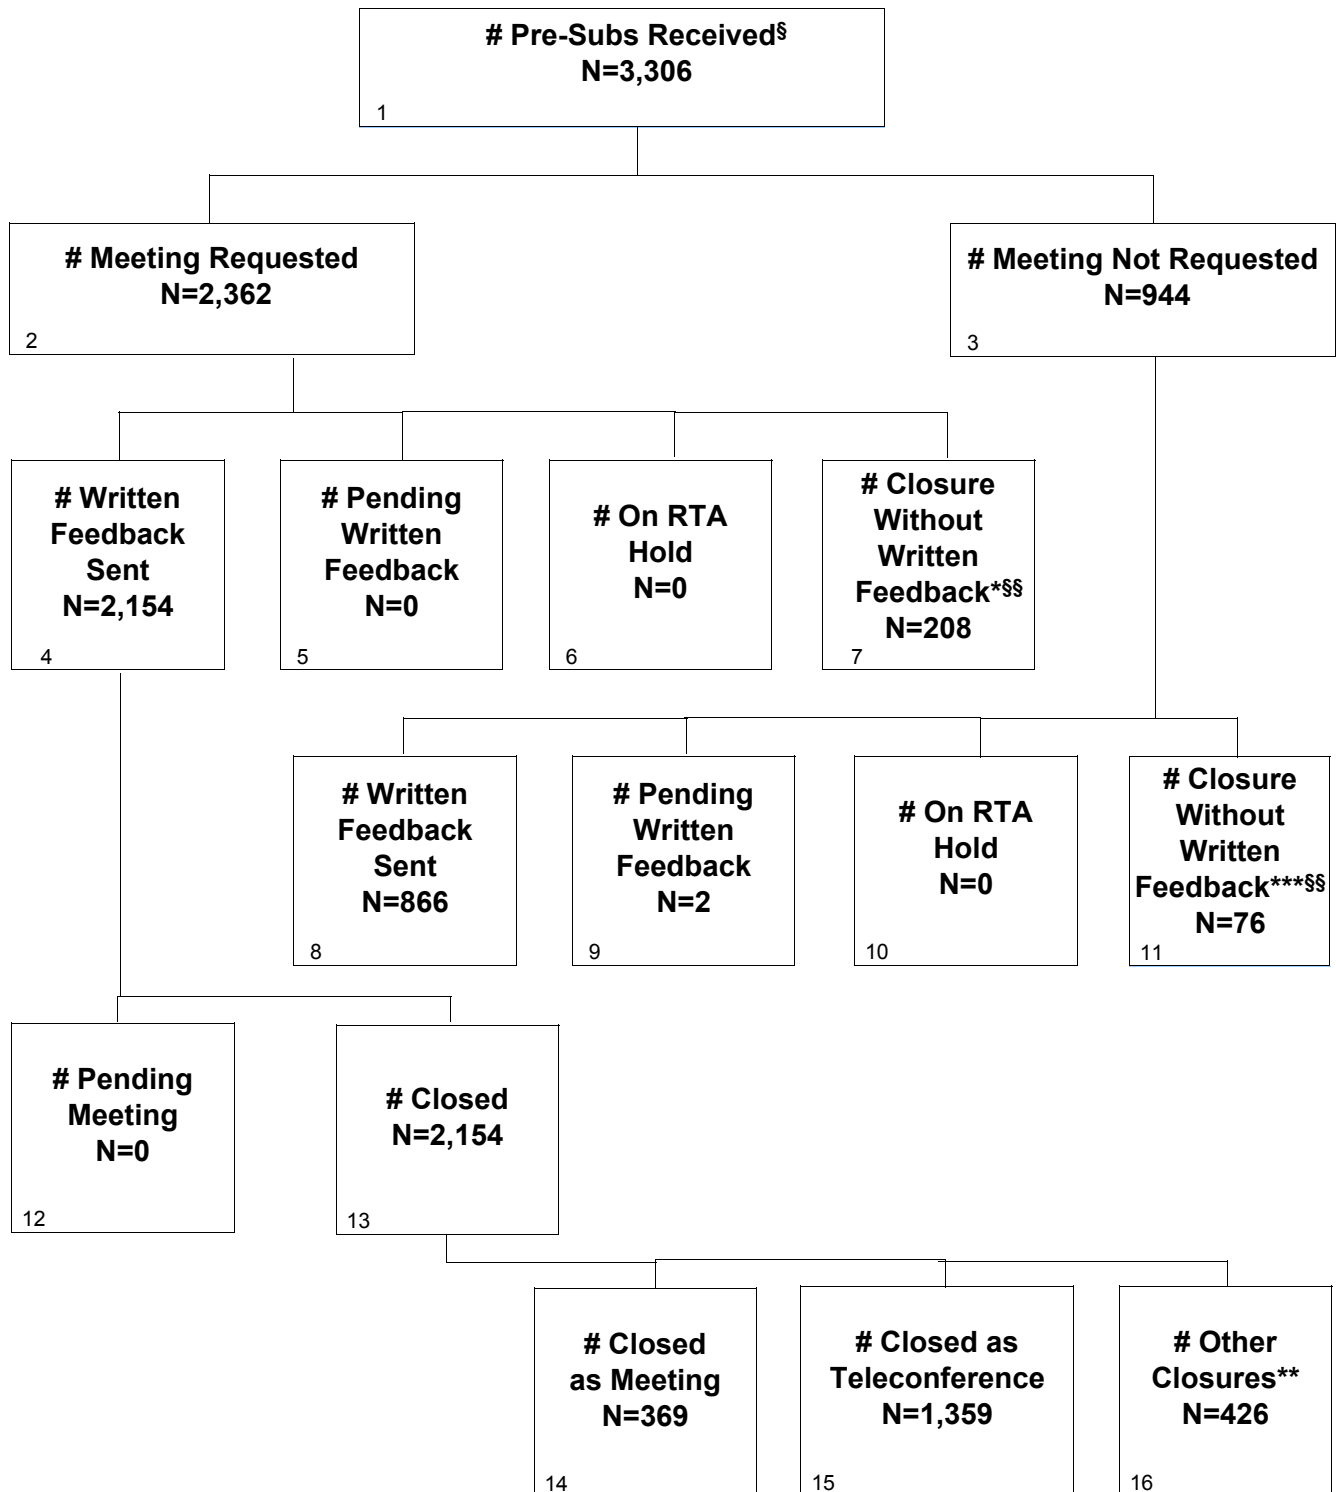 # Pre-Subs Received§
N=3,306
1
# Meeting Requested
N=2,362
2
# Meeting Not Requested
N=944
3
# Written
Feedback
Sent
N=2,154
4
# Pending
Written
Feedback
N=0
5
# On RTA
Hold
N=0
6
# Closure
Without
Written
Feedback*§§
N=208
7
# Written
Feedback
Sent
N=866
8
# Pending
Written
Feedback
N=2
9
# On RTA
Hold
N=0
10
# Closure
Without
Written
Feedback***§§
N=76
11
# Pending
Meeting
N=0
12
# Closed
N=2,154
13
# Closed
as Meeting
N=369
14
# Closed as
Teleconference
N=1,359
15
# Other
Closures**
N=426
16